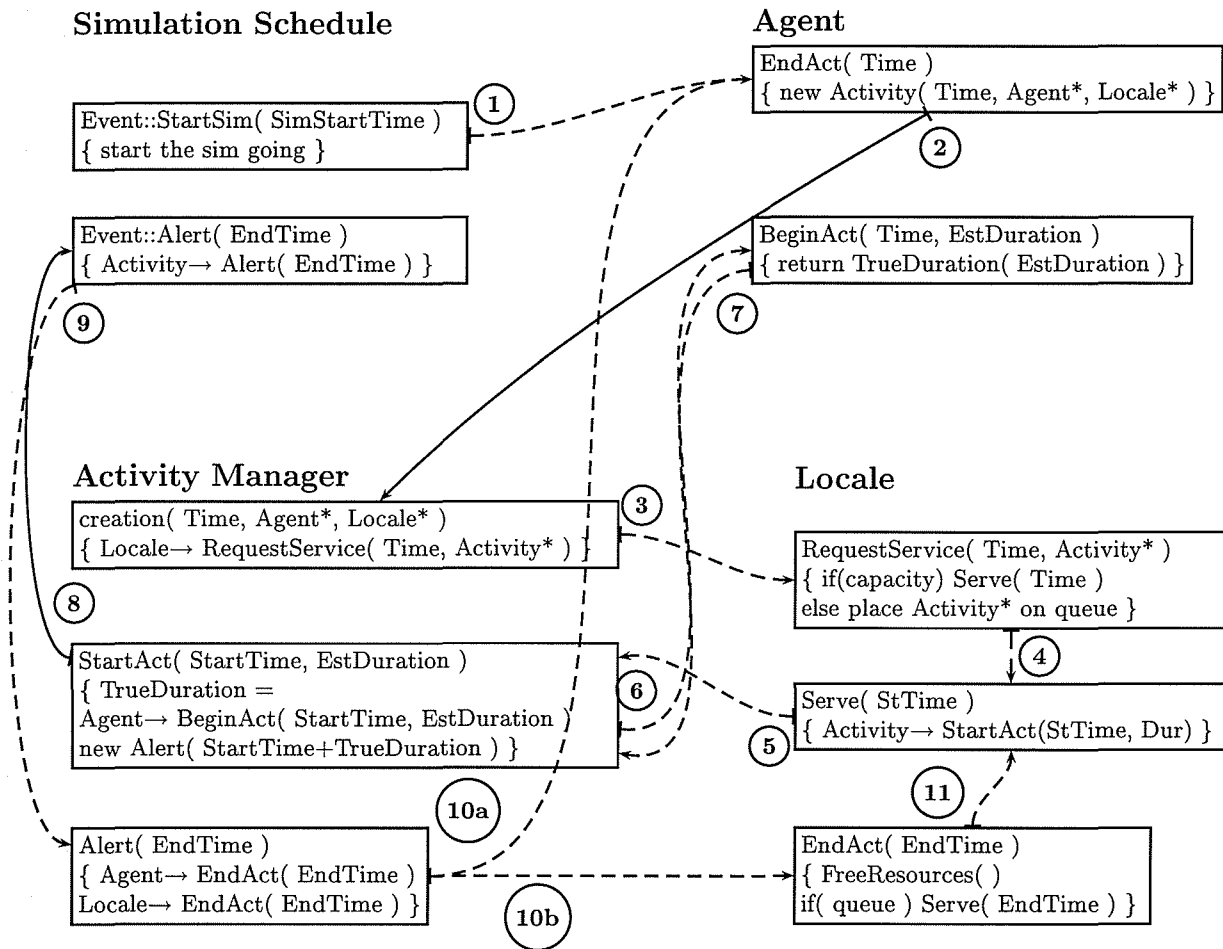 Simulation Schedule
Agent
EndAct( Time )
{ new Activity( Time, Agent*, Locale* ) }
1
Event::StartSim( SimStartTime )
{ start the sim going }
2
Event::Alert( EndTime )
{ Activity→ Alert( EndTime ) }
BeginAct( Time, EstDuration )
{ return TrueDuration( EstDuration ) }
9
7
Activity Manager
Locale
creation( Time, Agent*, Locale* )
{ Locale→ RequestService( Time, Activity* ) }
3
RequestService( Time, Activity* )
{ if(capacity) Serve( Time )
else place Activity* on queue }
8
4
StartAct( StartTime, EstDuration )
{ TrueDuration =
Agent→ BeginAct( StartTime, EstDuration )
new Alert( StartTime+TrueDuration ) }
6
Serve( StTime )
{ Activity→ StartAct(StTime, Dur) }
5
10a
11
Alert( EndTime )
{ Agent→ EndAct( EndTime )
Locale→ EndAct( EndTime ) }
10b
EndAct( EndTime )
{ FreeResources( )
if( queue ) Serve( EndTime ) }